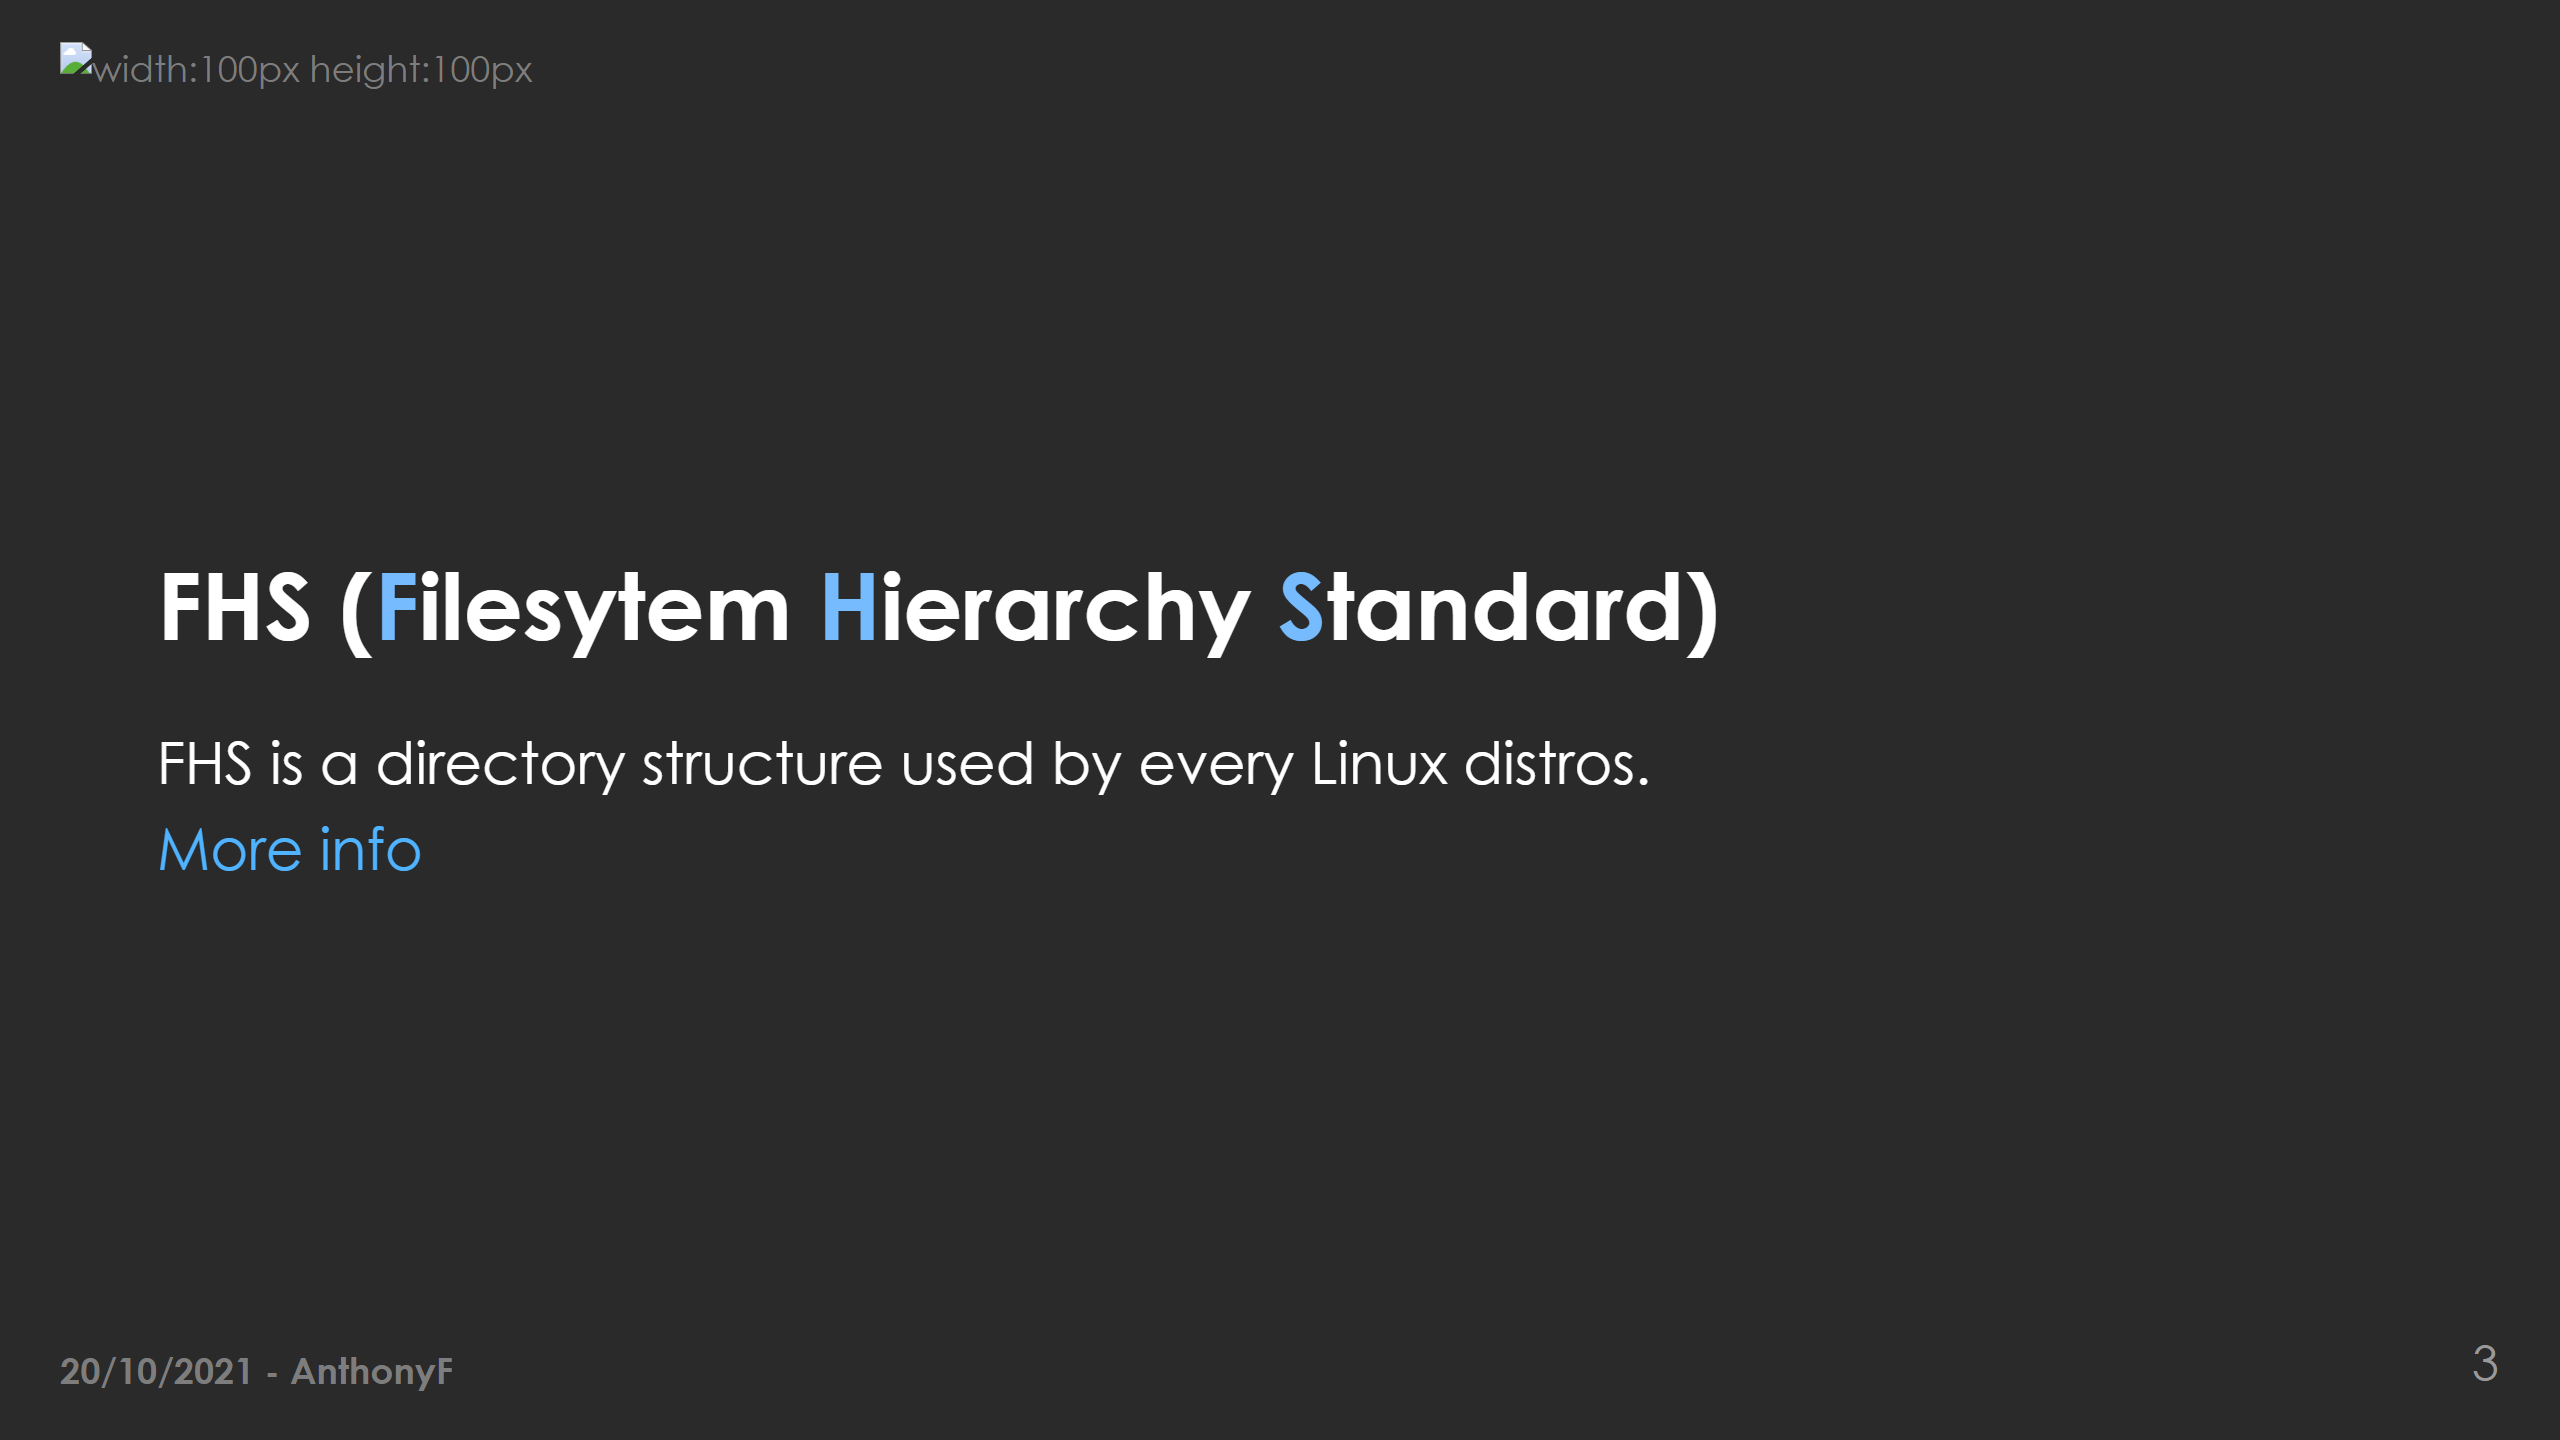 width:100px height:100px
FHS (Filesytem Hierarchy Standard)
FHS is a directory structure used by every Linux distros.
More info
20/10/2021 - AnthonyF
3